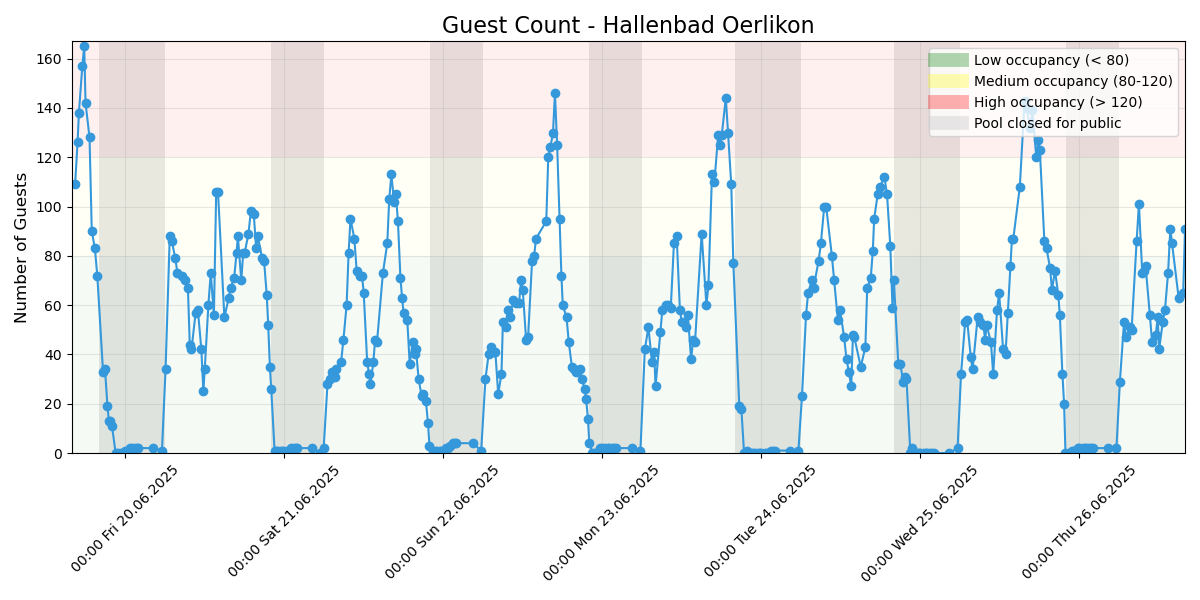 Guest Count - Hallenbad Oerlikon
Low occupancy (< 80)
Medium occupancy (80-120)
High occupancy (> 120)
Pool closed for public
Number of Guests
160
140
120
100
80
60
40
20
0
00:00 Fri 20.06.2025
00:00 Sat 21.06.2025
00:00 Sun 22.06.2025
00:00 Mon 23.06.2025
00:00 Tue 24.06.2025
00:00 Wed 25.06.2025
00:00 Thu 26.06.2025